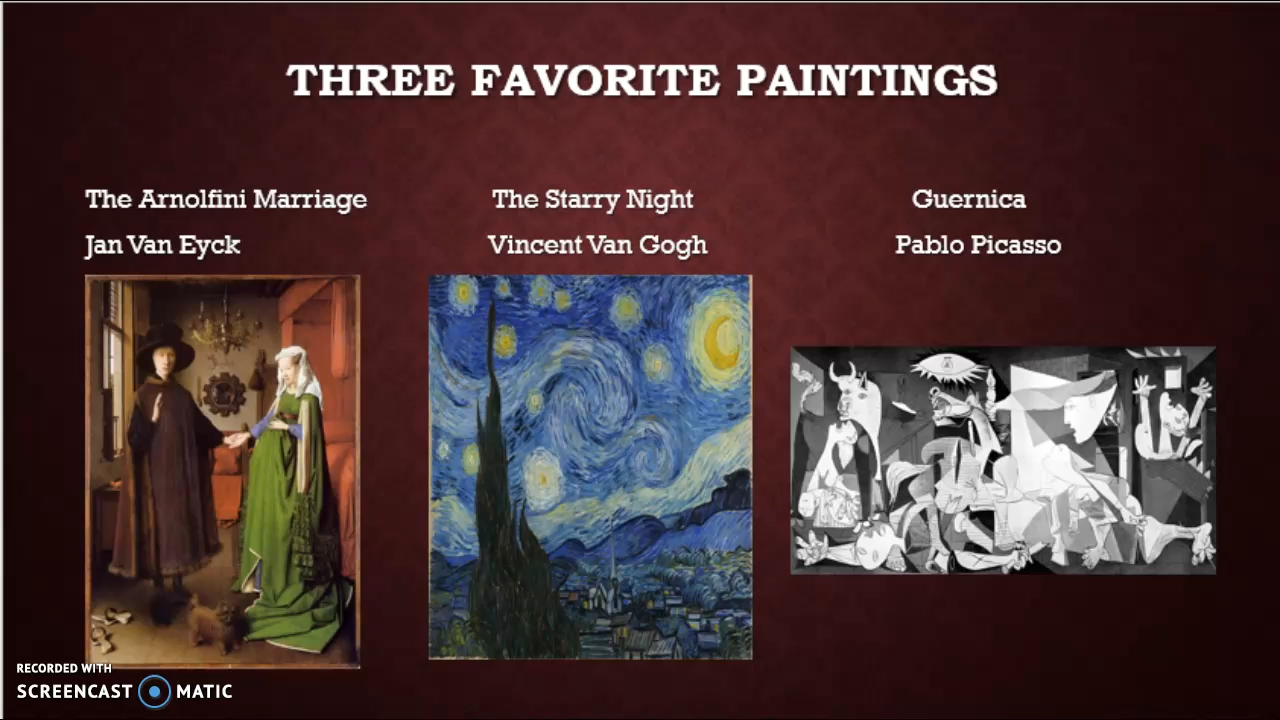 THREE FAVORITE PAINTINGS
The Arnolfini Marriage
Jan Van Eyck
The Starry Night
Vincent Van Gogh
Guernica
Pablo Picasso
RECORDED WITH
SCREENCAST MATIC